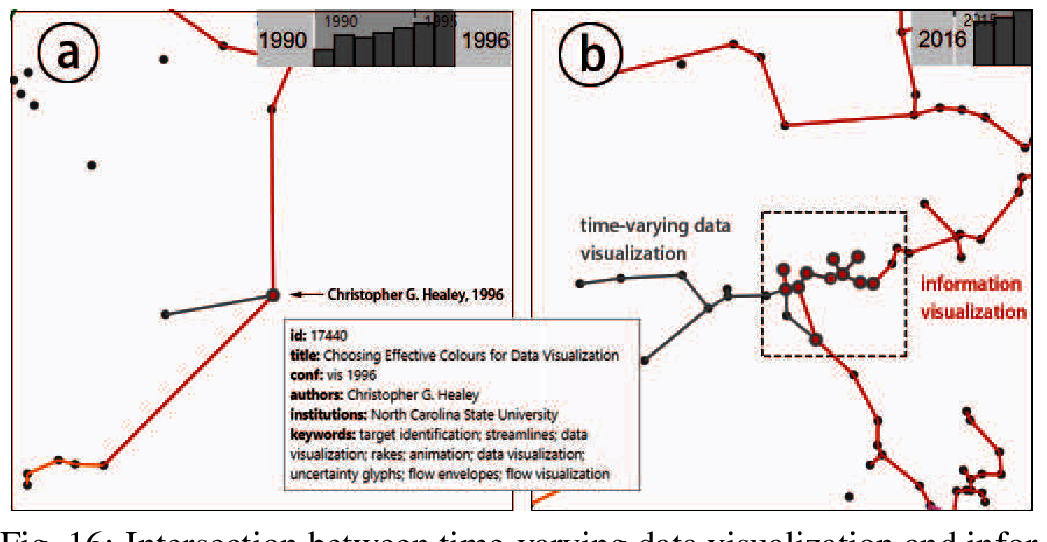 a
1990
1990
1995
1996
Christopher G. Healey, 1996
id: 17440
title: Choosing Effective Colours for Data Visualization
conf: vis 1996
authors: Christopher G. Healey
institutions: North Carolina State University
keywords: target identification; streamlines; data
visualization; rakes; animation; data visualization;
uncertainty glyphs; flow envelopes; flow visualization
b
2016
2015
time-varying data
visualization
information
visualization
Fig. 16: Intersection between time-varying data visualization and infor